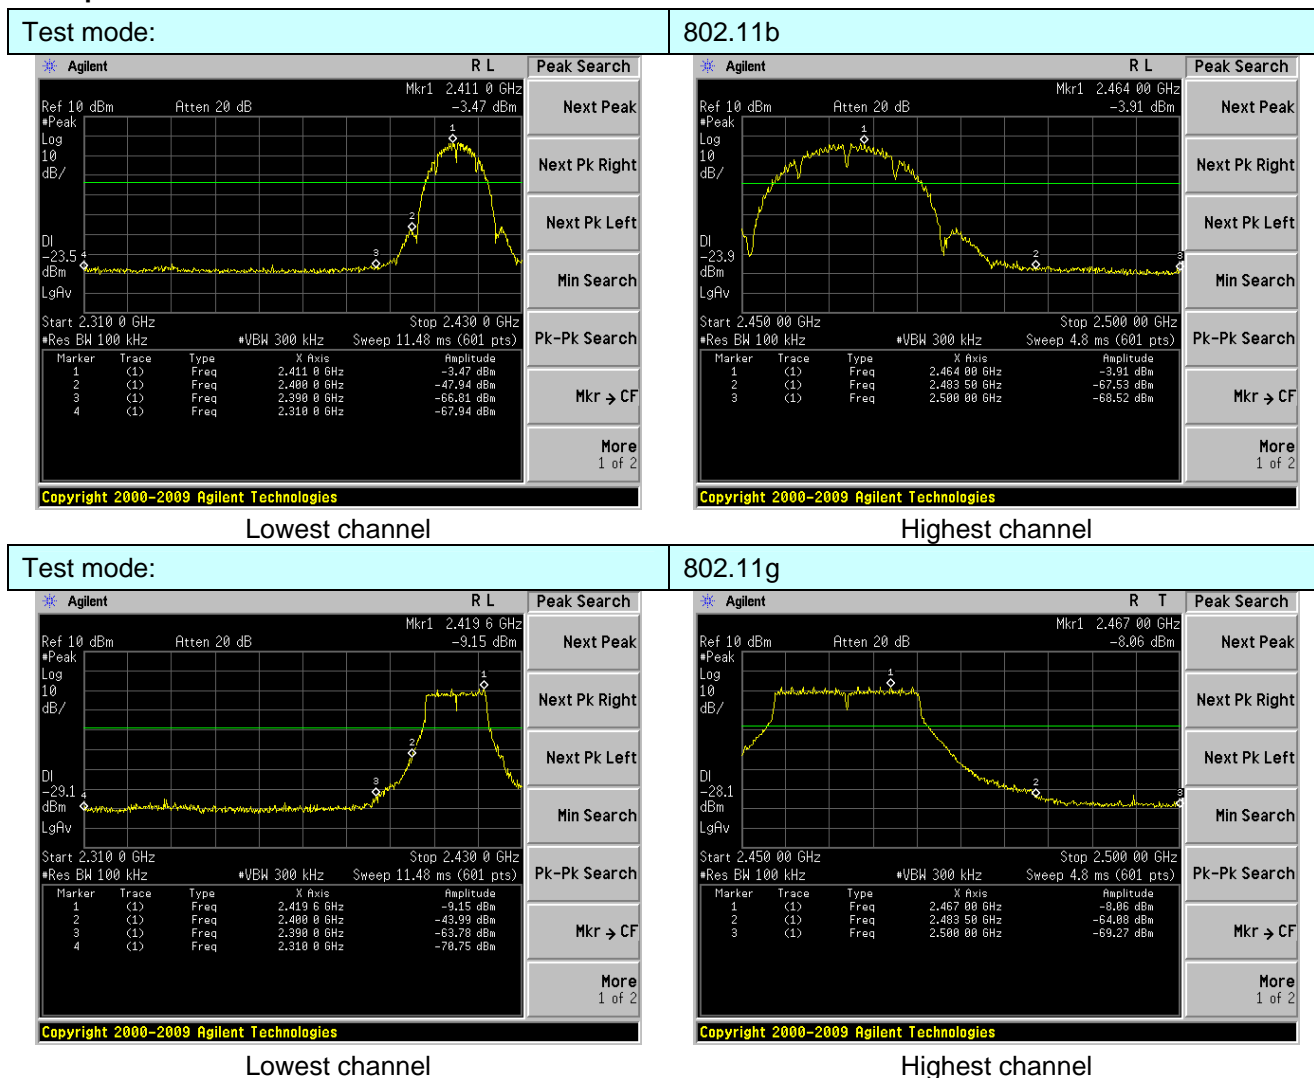 Test mode: 802.11b
Agilent R L Peak Search
Mkr1 2.411 0 GHz
Ref 10 dBm Atten 20 dB -3.47 dBm
#Peak
Log
10
dB/
1
2
3
4
DI
-23.5
dBm
LgAv
Start 2.310 0 GHz Stop 2.430 0 GHz
#Res BW 100 kHz #VBW 300 kHz Sweep 11.48 ms (601 pts)
Marker Trace Type X Axis Amplitude
1 (1) Freq 2.411 0 GHz -3.47 dBm
2 (1) Freq 2.400 0 GHz -47.94 dBm
3 (1) Freq 2.390 0 GHz -66.81 dBm
4 (1) Freq 2.310 0 GHz -67.94 dBm
Next Peak
Next Pk Right
Next Pk Left
Min Search
Pk-Pk Search
Mkr → CF
More
1 of 2
Copyright 2000-2009 Agilent Technologies
Lowest channel
Agilent R L Peak Search
Mkr1 2.464 00 GHz
Ref 10 dBm Atten 20 dB -3.91 dBm
#Peak
Log
10
dB/
1
2
3
DI
-23.9
dBm
LgAv
Start 2.450 00 GHz Stop 2.500 00 GHz
#Res BW 100 kHz #VBW 300 kHz Sweep 4.8 ms (601 pts)
Marker Trace Type X Axis Amplitude
1 (1) Freq 2.464 00 GHz -3.91 dBm
2 (1) Freq 2.483 50 GHz -67.53 dBm
3 (1) Freq 2.500 00 GHz -68.52 dBm
Next Peak
Next Pk Right
Next Pk Left
Min Search
Pk-Pk Search
Mkr → CF
More
1 of 2
Copyright 2000-2009 Agilent Technologies
Highest channel
Test mode: 802.11g
Agilent R L Peak Search
Mkr1 2.419 6 GHz
Ref 10 dBm Atten 20 dB -9.15 dBm
#Peak
Log
10
dB/
1
2
3
4
DI
-29.1
dBm
LgAv
Start 2.310 0 GHz Stop 2.430 0 GHz
#Res BW 100 kHz #VBW 300 kHz Sweep 11.48 ms (601 pts)
Marker Trace Type X Axis Amplitude
1 (1) Freq 2.419 6 GHz -9.15 dBm
2 (1) Freq 2.400 0 GHz -43.99 dBm
3 (1) Freq 2.390 0 GHz -63.78 dBm
4 (1) Freq 2.310 0 GHz -70.75 dBm
Next Peak
Next Pk Right
Next Pk Left
Min Search
Pk-Pk Search
Mkr → CF
More
1 of 2
Copyright 2000-2009 Agilent Technologies
Lowest channel
Agilent R T Peak Search
Mkr1 2.467 00 GHz
Ref 10 dBm Atten 20 dB -8.06 dBm
#Peak
Log
10
dB/
1
2
3
DI
-28.1
dBm
LgAv
Start 2.450 00 GHz Stop 2.500 00 GHz
#Res BW 100 kHz #VBW 300 kHz Sweep 4.8 ms (601 pts)
Marker Trace Type X Axis Amplitude
1 (1) Freq 2.467 00 GHz -8.06 dBm
2 (1) Freq 2.483 50 GHz -64.08 dBm
3 (1) Freq 2.500 00 GHz -69.27 dBm
Next Peak
Next Pk Right
Next Pk Left
Min Search
Pk-Pk Search
Mkr → CF
More
1 of 2
Copyright 2000-2009 Agilent Technologies
Highest channel